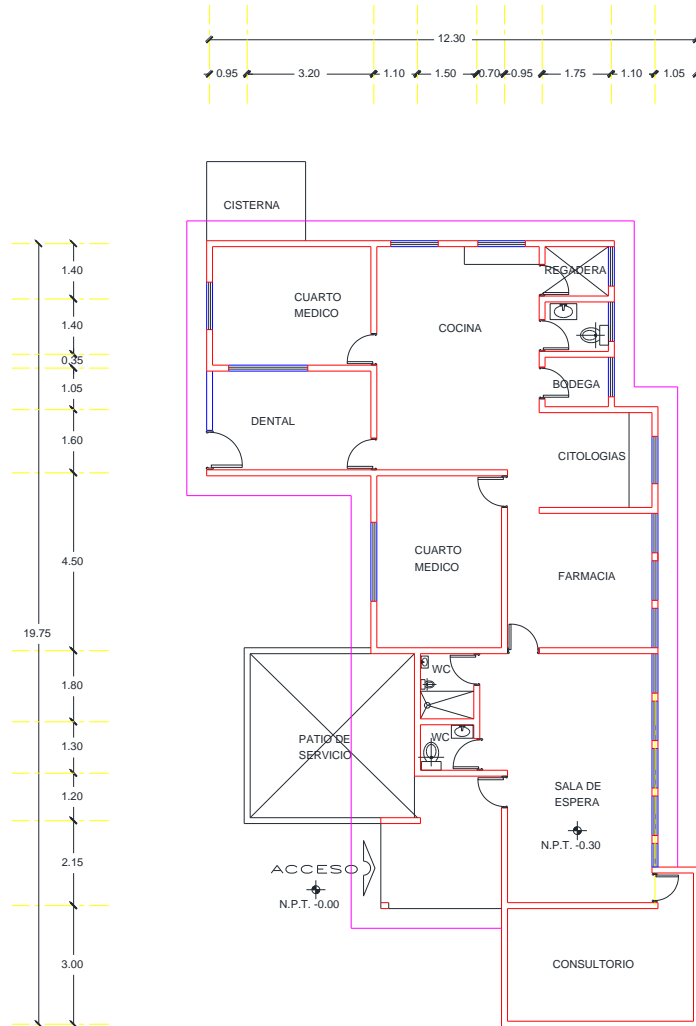 12.30
0.95 3.20 1.10 1.50 0.70 0.95 1.75 1.10 1.05
CISTERNA
1.40
1.40
0.35
1.05
1.60
4.50
19.75
1.80
1.30
1.20
2.15
3.00
REGADERA
CUARTO
MEDICO
COCINA
BODEGA
DENTAL
CITOLOGIAS
CUARTO
MEDICO
FARMACIA
WC
WC
PATIO DE
SERVICIO
SALA DE
ESPERA
N.P.T. -0.30
ACCESO
N.P.T. -0.00
CONSULTORIO